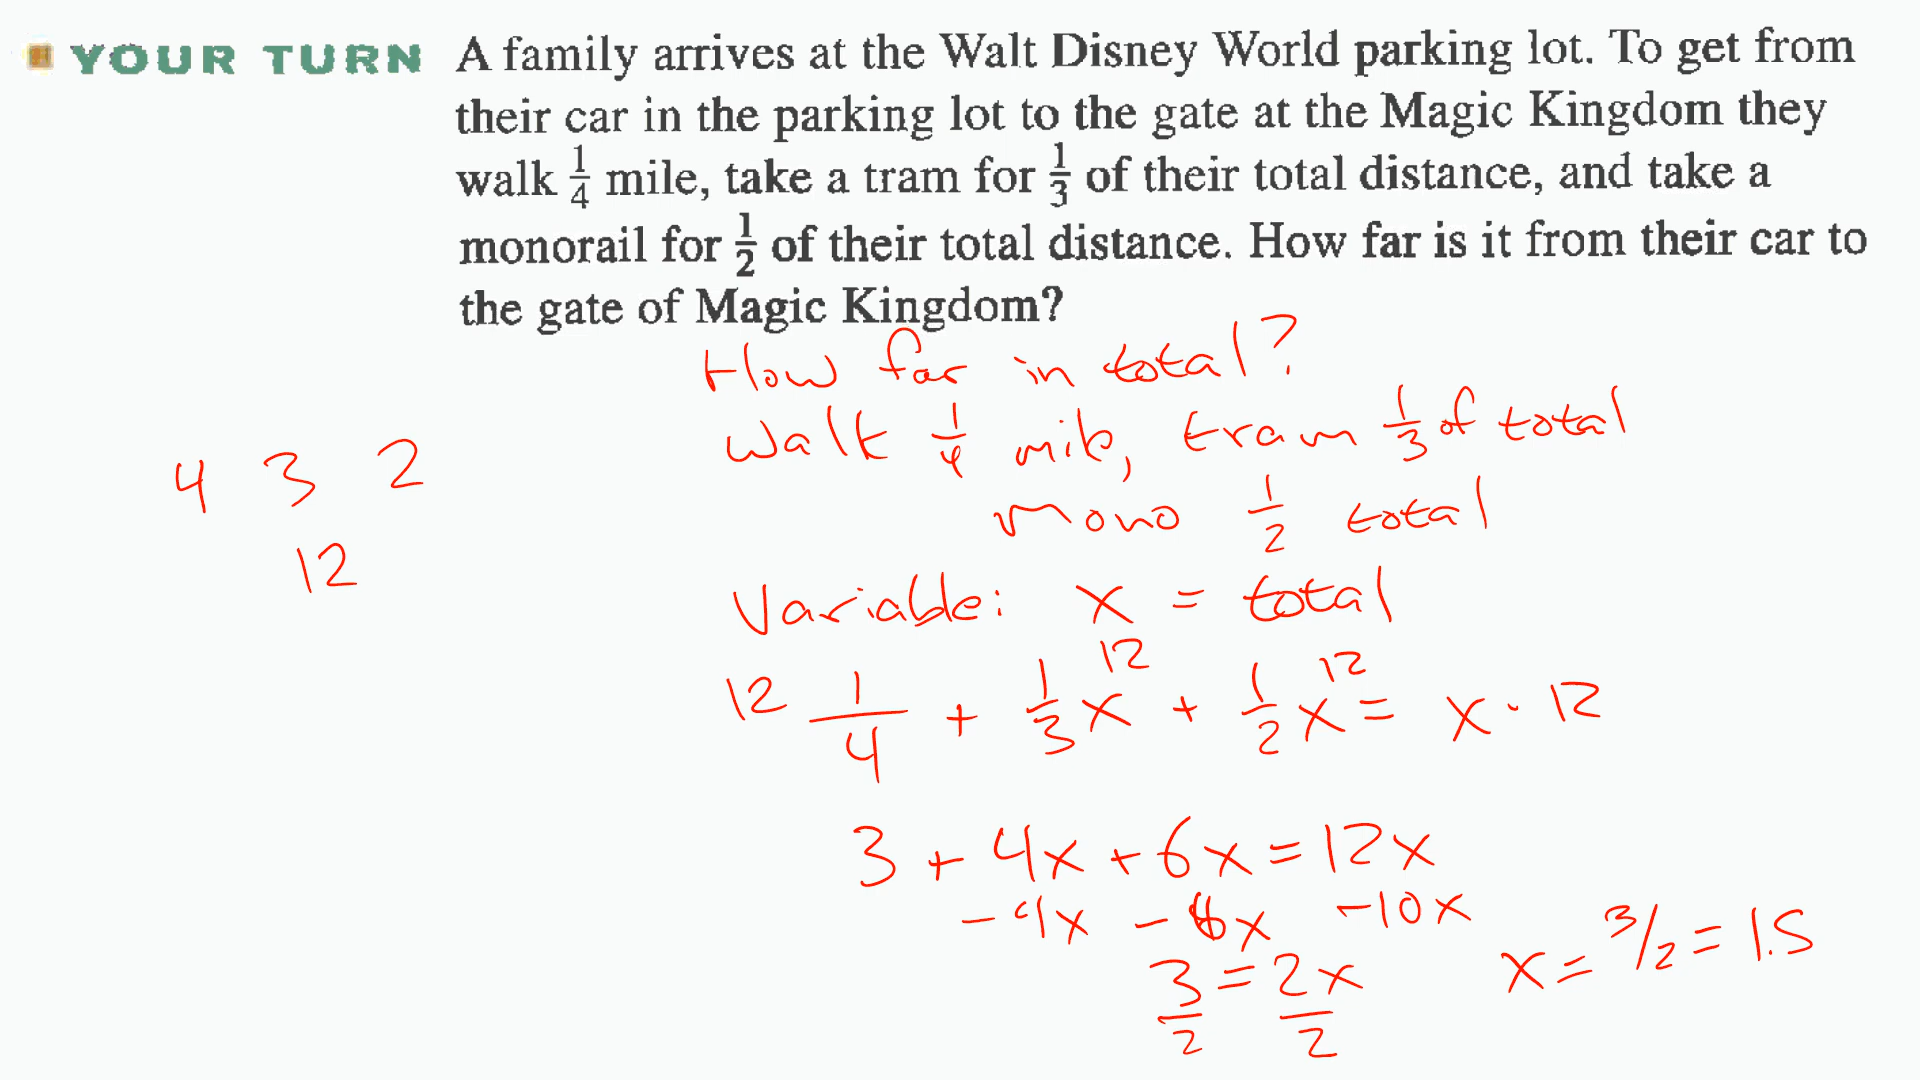 YOUR TURN A family arrives at the Walt Disney World parking lot. To get from
their car in the parking lot to the gate at the Magic Kingdom they
walk 1/4 mile, take a tram for 1/3 of their total distance, and take a
monorail for 1/2 of their total distance. How far is it from their car to
the gate of Magic Kingdom?
How far in total?
Walk 1/4 mile, tram 1/3 of total
mono 1/2 total
4 3 2
12
Variable: x = total
12 1/4 + 1/3 x 12 + 1/2 x 12 = x · 12
3 + 4x + 6x = 12x
- 4x - 6x -10x
3/2 = 2x/2
x = 3/2 = 1.5